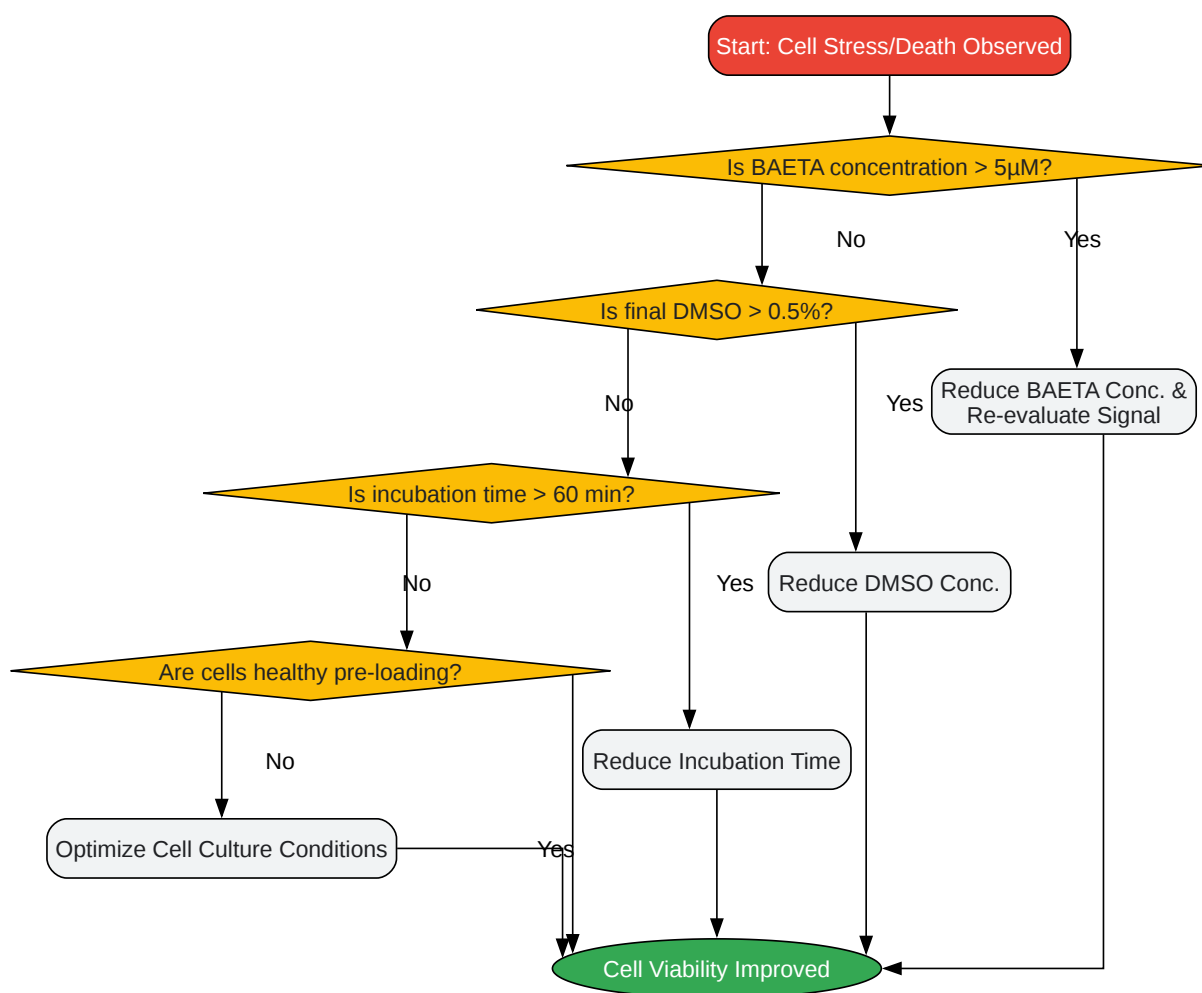 Start: Cell Stress/Death Observed
Is BAETA concentration > 5µM?
No
Yes
Is final DMSO > 0.5%?
Reduce BAETA Conc. &
Re-evaluate Signal
No
Yes
Is incubation time > 60 min?
No
Yes
Reduce DMSO Conc.
Are cells healthy pre-loading?
No
Reduce Incubation Time
Optimize Cell Culture Conditions
Yes
Cell Viability Improved